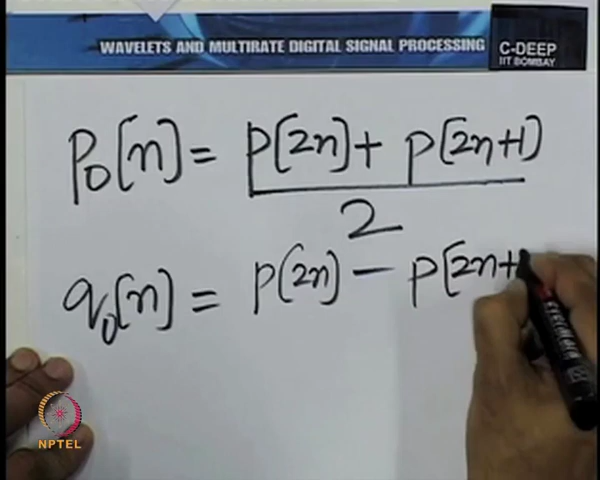 WAVELETS AND MULTIRATE DIGITAL SIGNAL PROCESSING
C-DEEP
IIT BOMBAY
p₀[n] = p[2n] + p[2n+1]
2
q₀[n] = p[2n] - p[2n+
NPTEL